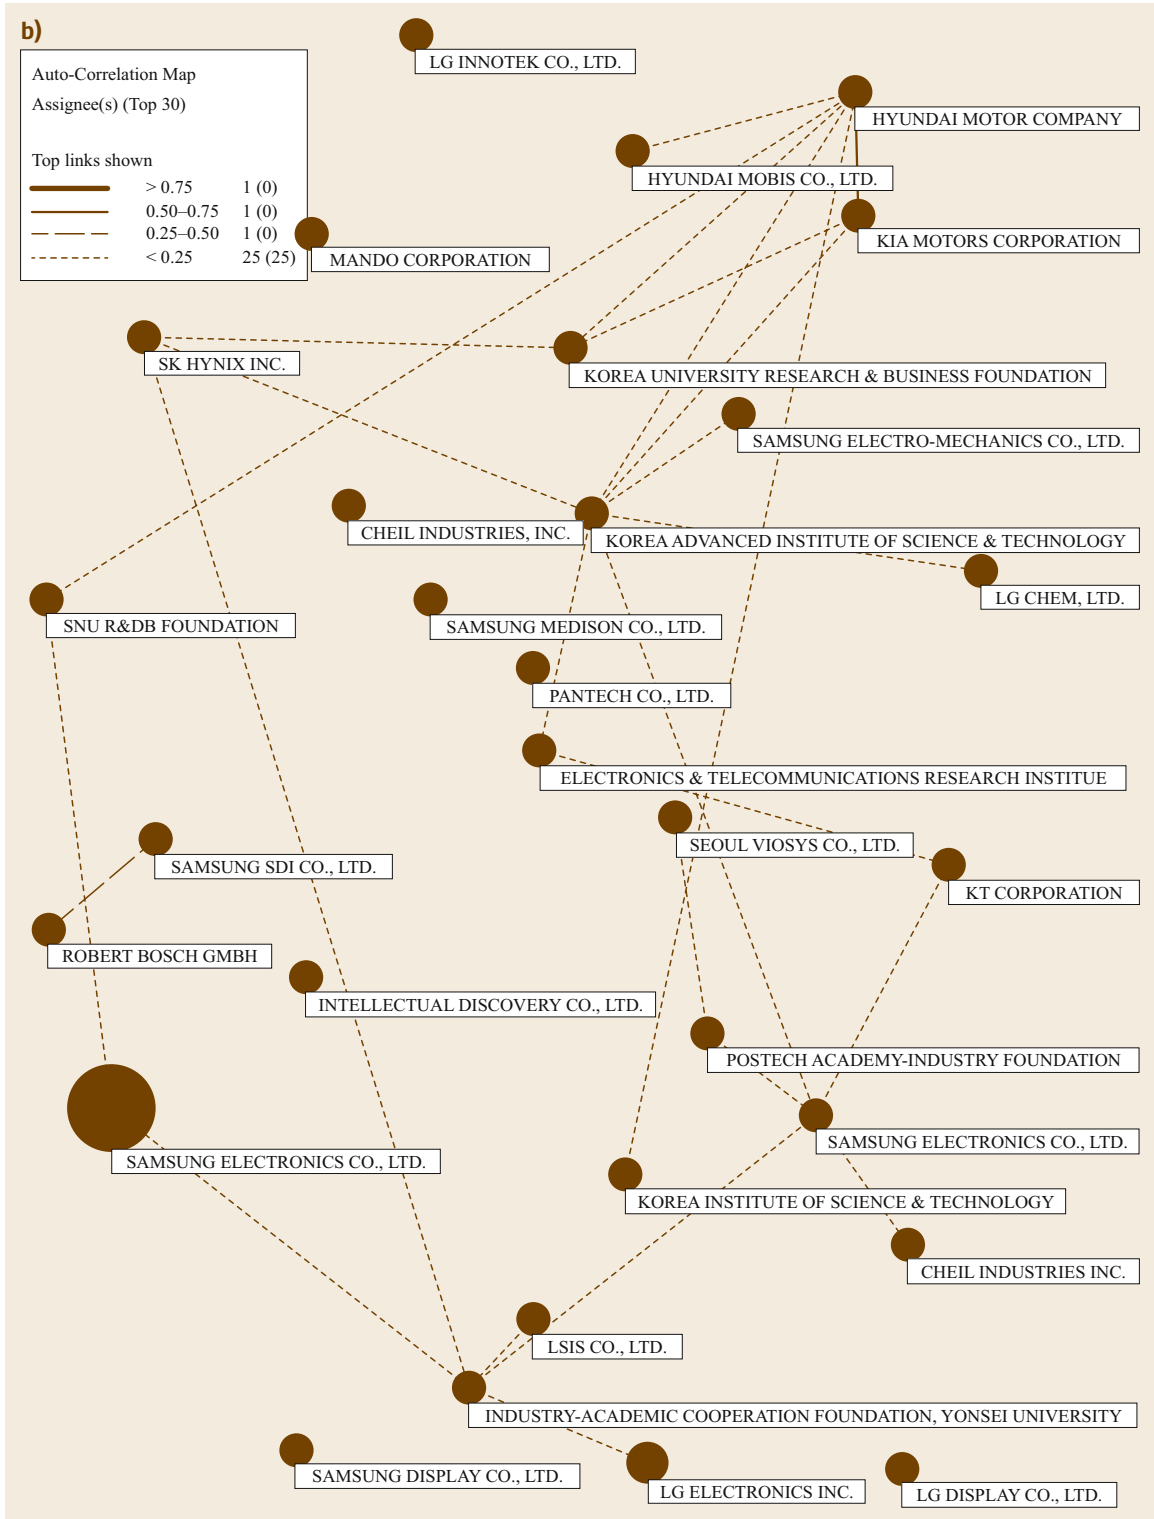 b)
LG INNOTEK CO., LTD.
Auto-Correlation Map
Assignee(s) (Top 30)
Top links shown
> 0.75 1 (0)
0.50–0.75 1 (0)
0.25–0.50 1 (0)
< 0.25 25 (25)
HYUNDAI MOTOR COMPANY
HYUNDAI MOBIS CO., LTD.
KIA MOTORS CORPORATION
MANDO CORPORATION
SK HYNIX INC.
KOREA UNIVERSITY RESEARCH & BUSINESS FOUNDATION
SAMSUNG ELECTRO-MECHANICS CO., LTD.
CHEIL INDUSTRIES, INC.
KOREA ADVANCED INSTITUTE OF SCIENCE & TECHNOLOGY
LG CHEM, LTD.
SNU R&DB FOUNDATION
SAMSUNG MEDISON CO., LTD.
PANTECH CO., LTD.
ELECTRONICS & TELECOMMUNICATIONS RESEARCH INSTITUE
SEOUL VIOSYS CO., LTD.
SAMSUNG SDI CO., LTD.
KT CORPORATION
ROBERT BOSCH GMBH
INTELLECTUAL DISCOVERY CO., LTD.
POSTECH ACADEMY-INDUSTRY FOUNDATION
SAMSUNG ELECTRONICS CO., LTD.
SAMSUNG ELECTRONICS CO., LTD.
KOREA INSTITUTE OF SCIENCE & TECHNOLOGY
CHEIL INDUSTRIES INC.
LSIS CO., LTD.
INDUSTRY-ACADEMIC COOPERATION FOUNDATION, YONSEI UNIVERSITY
SAMSUNG DISPLAY CO., LTD.
LG ELECTRONICS INC.
LG DISPLAY CO., LTD.